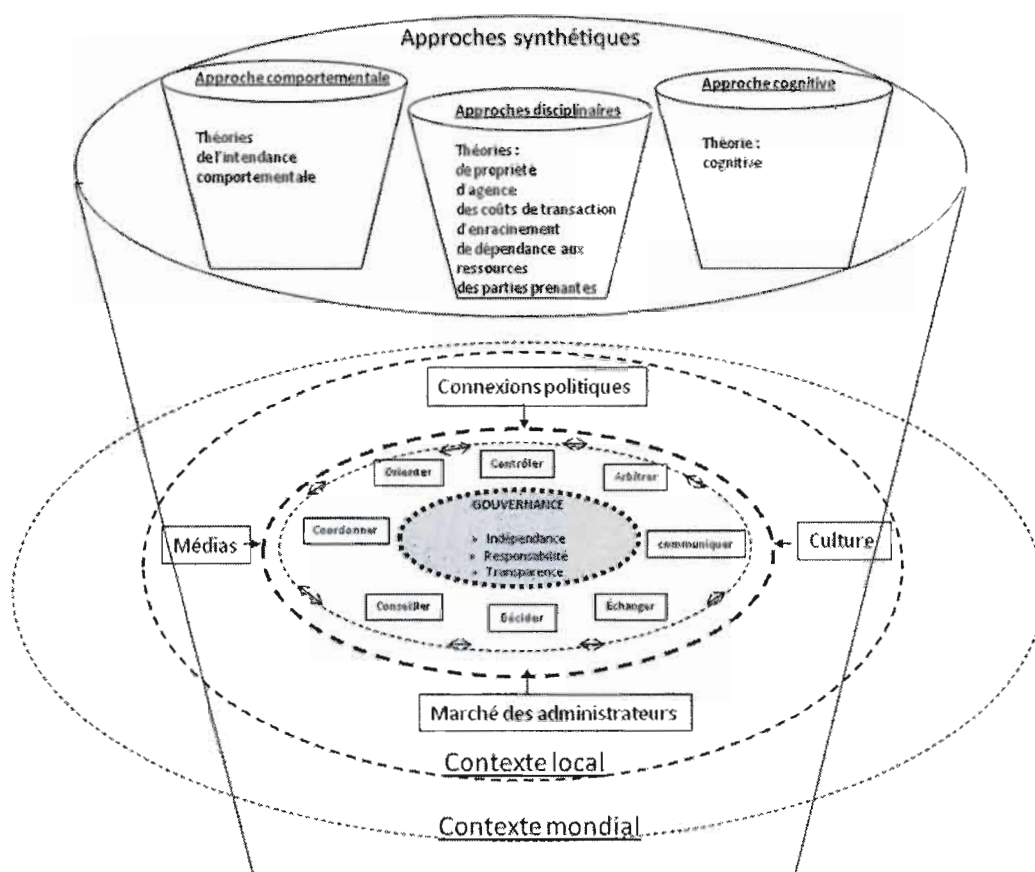 Approches synthétiques
Approche comportementale
Théories
de l'intendance
comportementale
Approches disciplinaires
Théories :
de propriété
d'agence
des coûts de transaction
d'enracinement
de dépendance aux
ressources
des parties prenantes
Approche cognitive
Théorie :
cognitive
Connexions politiques
Orienter
Contrôler
Arbitrer
Médias
Coordonner
GOUVERNANCE
➢ Indépendance
➢ Responsabilité
➢ Transparence
communiquer
Culture
Conseiller
Décider
Échanger
Marché des administrateurs
Contexte local
Contexte mondial